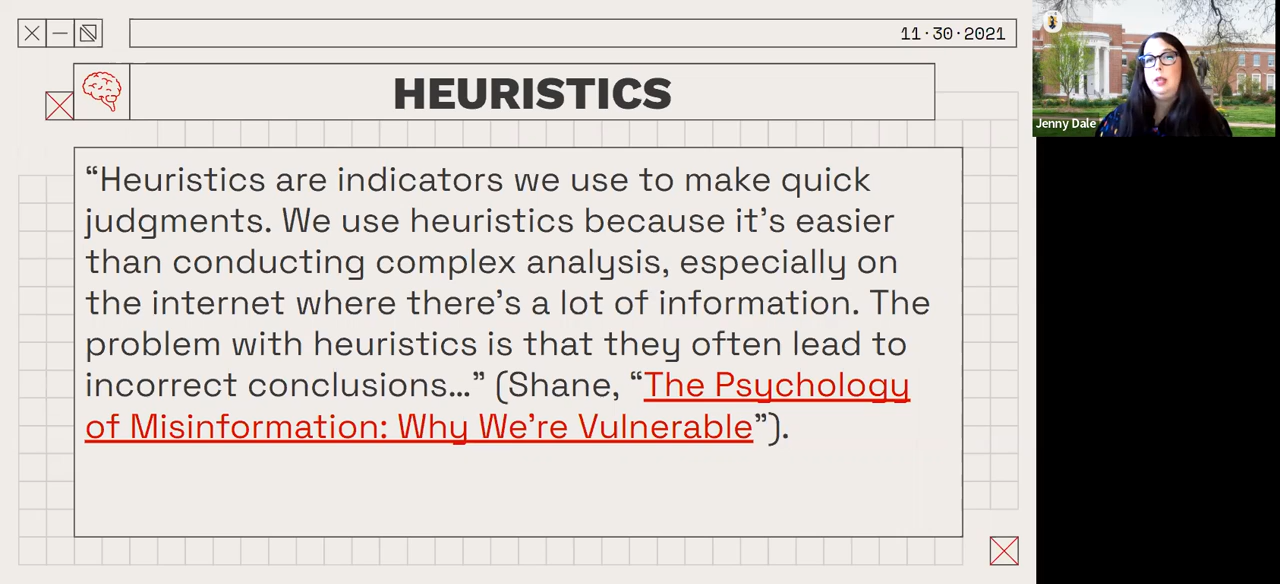 11·30·2021
HEURISTICS
“Heuristics are indicators we use to make quick
judgments. We use heuristics because it’s easier
than conducting complex analysis, especially on
the internet where there’s a lot of information. The
problem with heuristics is that they often lead to
incorrect conclusions…” (Shane, “The Psychology
of Misinformation: Why We’re Vulnerable”).
Jenny Dale